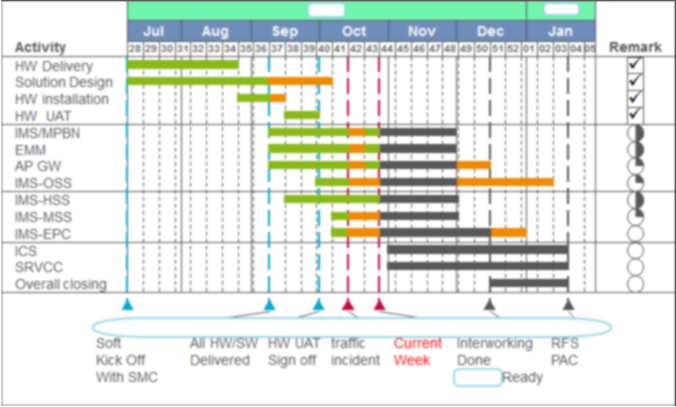 Jul Aug Sep Oct Nov Dec Jan
Activity 28 29 30 31 32 33 34 35 36 37 38 39 40 41 42 43 44 45 46 47 48 49 50 51 52 01 02 03 04 05 Remark
HW Delivery
Solution Design
HW installation
HW UAT
IMS/MPBN
EMM
AP GW
IMS-OSS
IMS-HSS
IMS-MSS
IMS-EPC
ICS
SRVCC
Overall closing
Soft All HW/SW HW UAT traffic Current Interworking RFS
Kick Off Delivered Sign off incident Week Done PAC
With SMC Ready